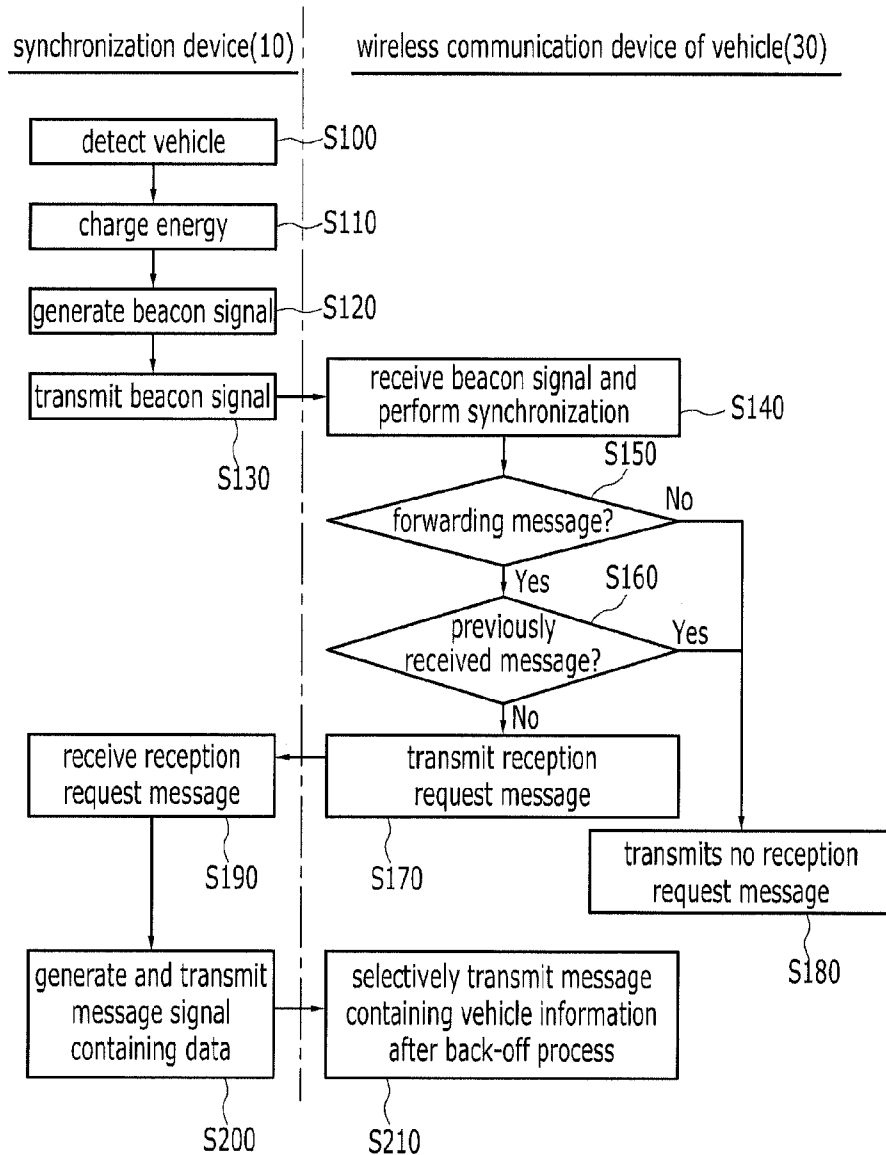 synchronization device(10)
wireless communication device of vehicle(30)
detect vehicle
S100
charge energy
S110
generate beacon signal
S120
transmit beacon signal
S130
receive beacon signal and
perform synchronization
S140
S150
forwarding message?
No
Yes
S160
previously
received message?
Yes
No
receive reception
request message
S190
transmit reception
request message
S170
transmits no reception
request message
S180
generate and transmit
message signal
containing data
S200
selectively transmit message
containing vehicle information
after back-off process
S210